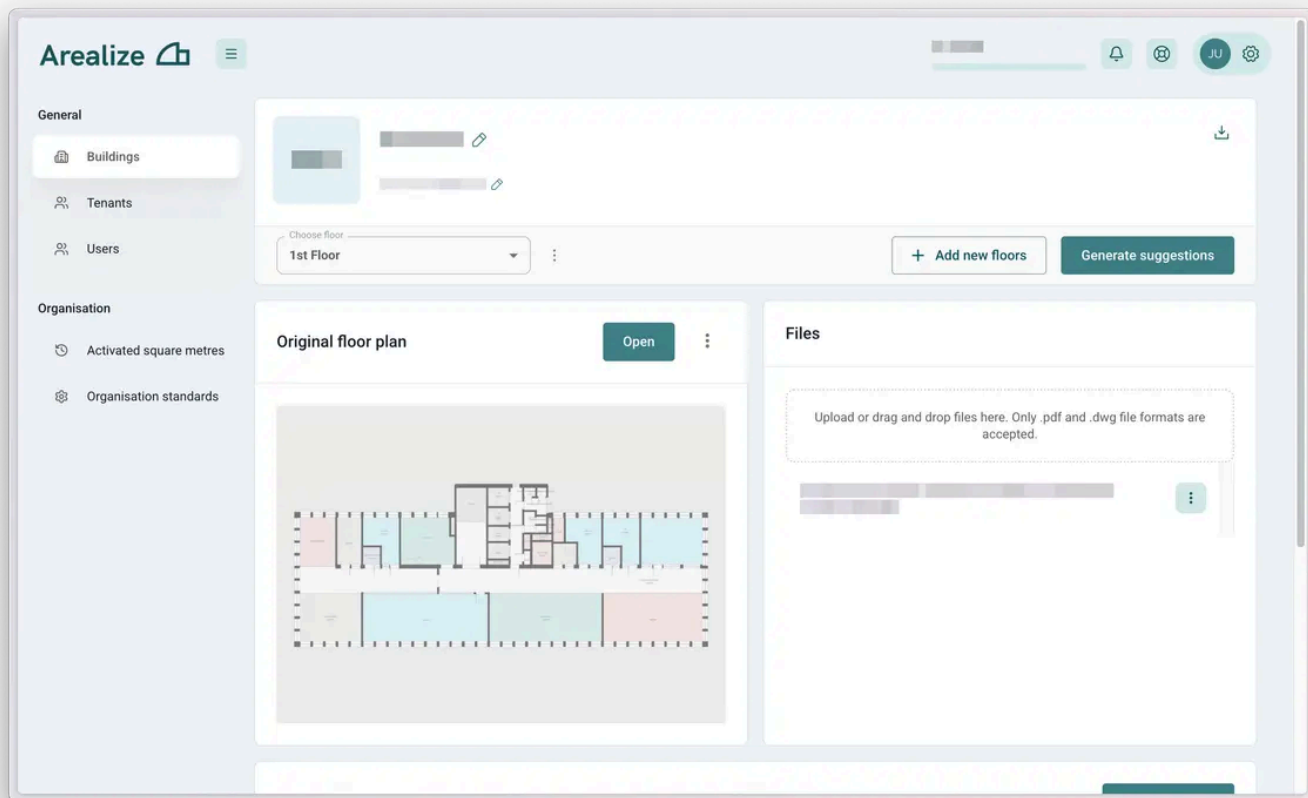 Arealize
JU
General
Buildings
Tenants
Users
Organisation
Activated square metres
Organisation standards
Choose floor
1st Floor
Add new floors
Generate suggestions
Original floor plan
Open
Files
Upload or drag and drop files here. Only .pdf and .dwg file formats are
accepted.